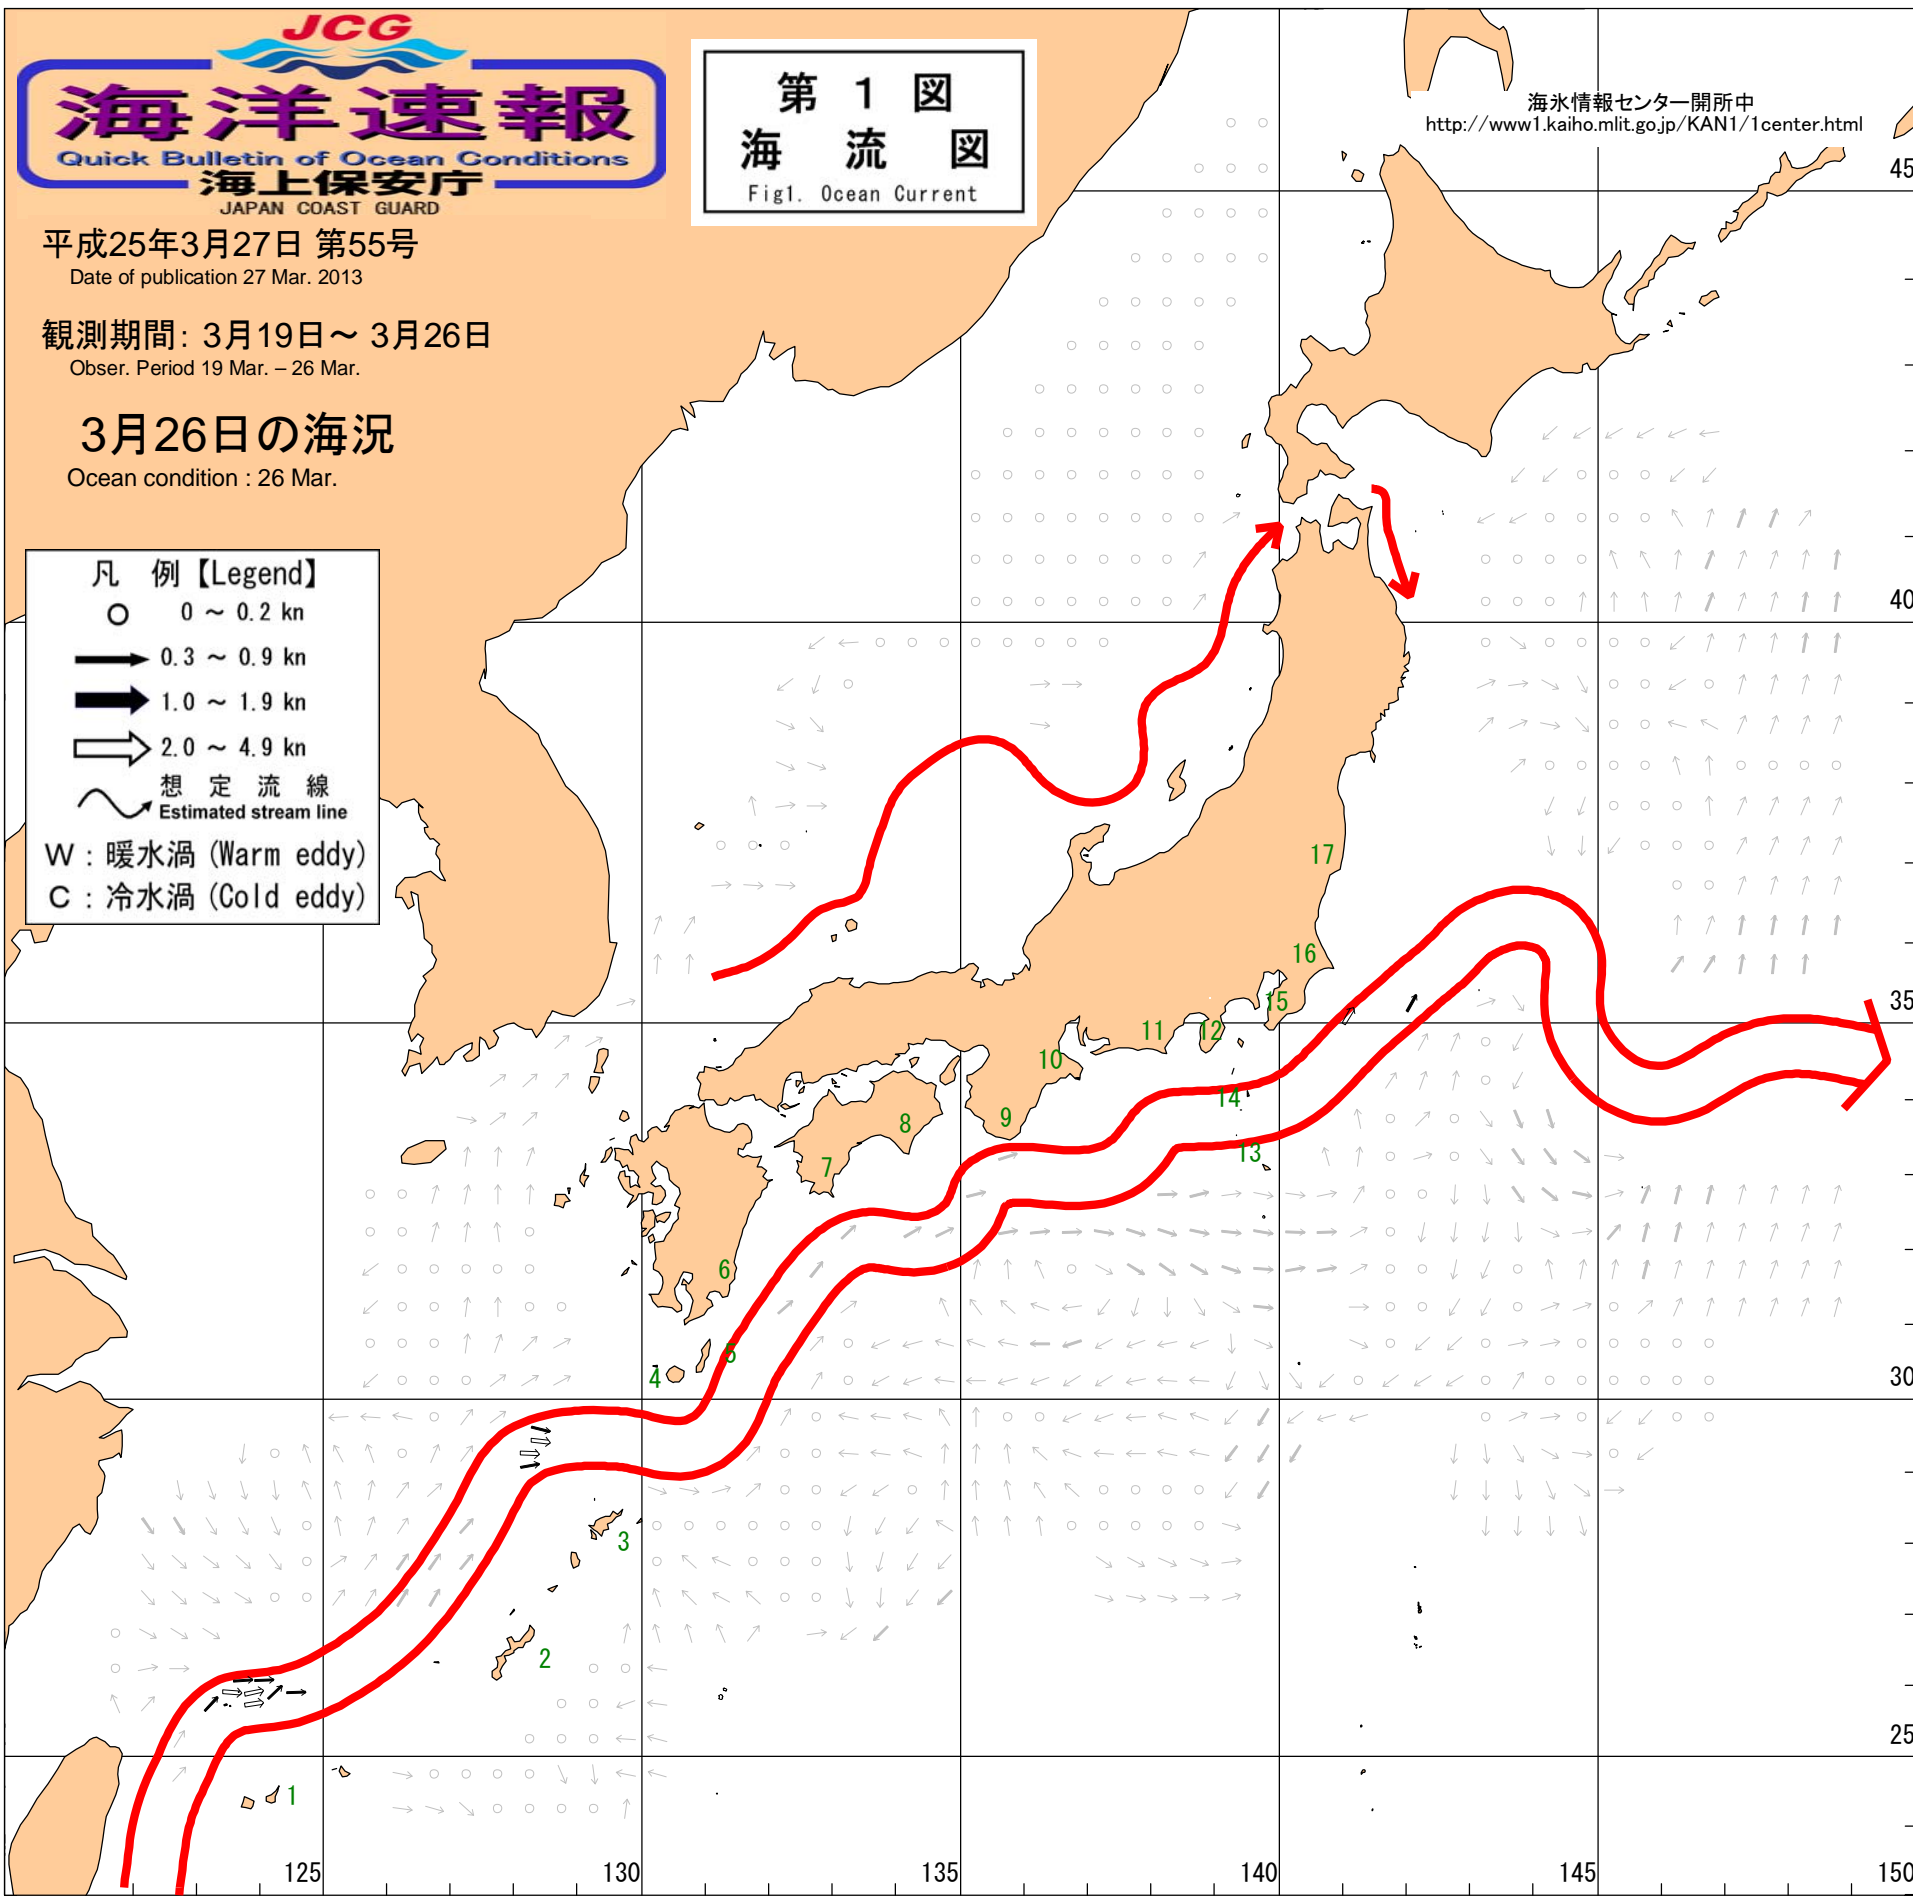 JCG
海洋速報
Quick Bulletin of Ocean Conditions
海上保安庁
JAPAN COAST GUARD
第 1 図
海 流 図
Fig1. Ocean Current
海氷情報センター開所中
http://www1.kaiho.mlit.go.jp/KAN1/1center.html
平成25年3月27日 第55号
Date of publication 27 Mar. 2013
観測期間: 3月19日～ 3月26日
Obser. Period 19 Mar. – 26 Mar.
3月26日の海況
Ocean condition : 26 Mar.
凡 例【Legend】
0 ～ 0.2 kn
0.3 ～ 0.9 kn
1.0 ～ 1.9 kn
2.0 ～ 4.9 kn
想 定 流 線
Estimated stream line
W : 暖水渦 (Warm eddy)
C : 冷水渦 (Cold eddy)
45
40
17
16
35
15
12
11
10
14
9
8
13
7
6
5
4
30
3
2
25
1
125
130
135
140
145
150